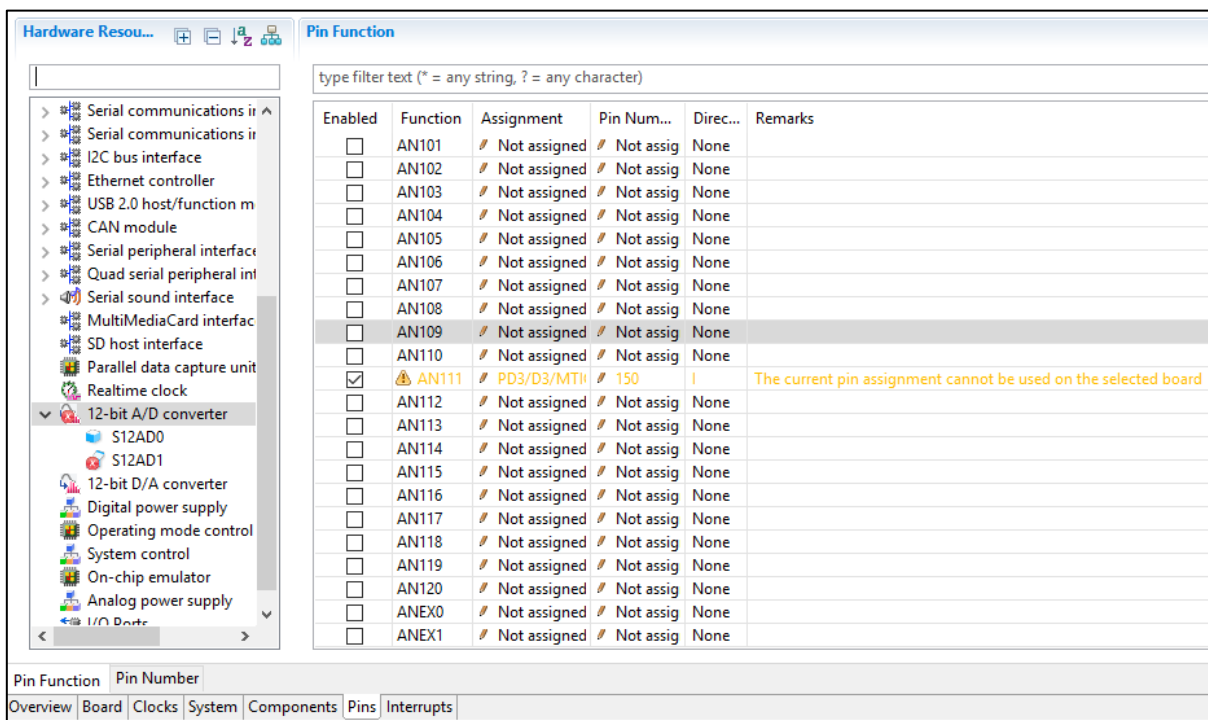 Hardware Resou...
Serial communications ir
Serial communications ir
I2C bus interface
Ethernet controller
USB 2.0 host/function m
CAN module
Serial peripheral interface
Quad serial peripheral int
Serial sound interface
MultiMediaCard interfac
SD host interface
Parallel data capture unit
Realtime clock
12-bit A/D converter
S12AD0
S12AD1
12-bit D/A converter
Digital power supply
Operating mode control
System control
On-chip emulator
Analog power supply
I/O Ports
Pin Function
type filter text (* = any string, ? = any character)
Enabled Function Assignment Pin Num... Direc... Remarks
AN101 Not assigned Not assig None
AN102 Not assigned Not assig None
AN103 Not assigned Not assig None
AN104 Not assigned Not assig None
AN105 Not assigned Not assig None
AN106 Not assigned Not assig None
AN107 Not assigned Not assig None
AN108 Not assigned Not assig None
AN109 Not assigned Not assig None
AN110 Not assigned Not assig None
AN111 PD3/D3/MTI 150 I The current pin assignment cannot be used on the selected board
AN112 Not assigned Not assig None
AN113 Not assigned Not assig None
AN114 Not assigned Not assig None
AN115 Not assigned Not assig None
AN116 Not assigned Not assig None
AN117 Not assigned Not assig None
AN118 Not assigned Not assig None
AN119 Not assigned Not assig None
AN120 Not assigned Not assig None
ANEX0 Not assigned Not assig None
ANEX1 Not assigned Not assig None
Pin Function Pin Number
Overview Board Clocks System Components Pins Interrupts